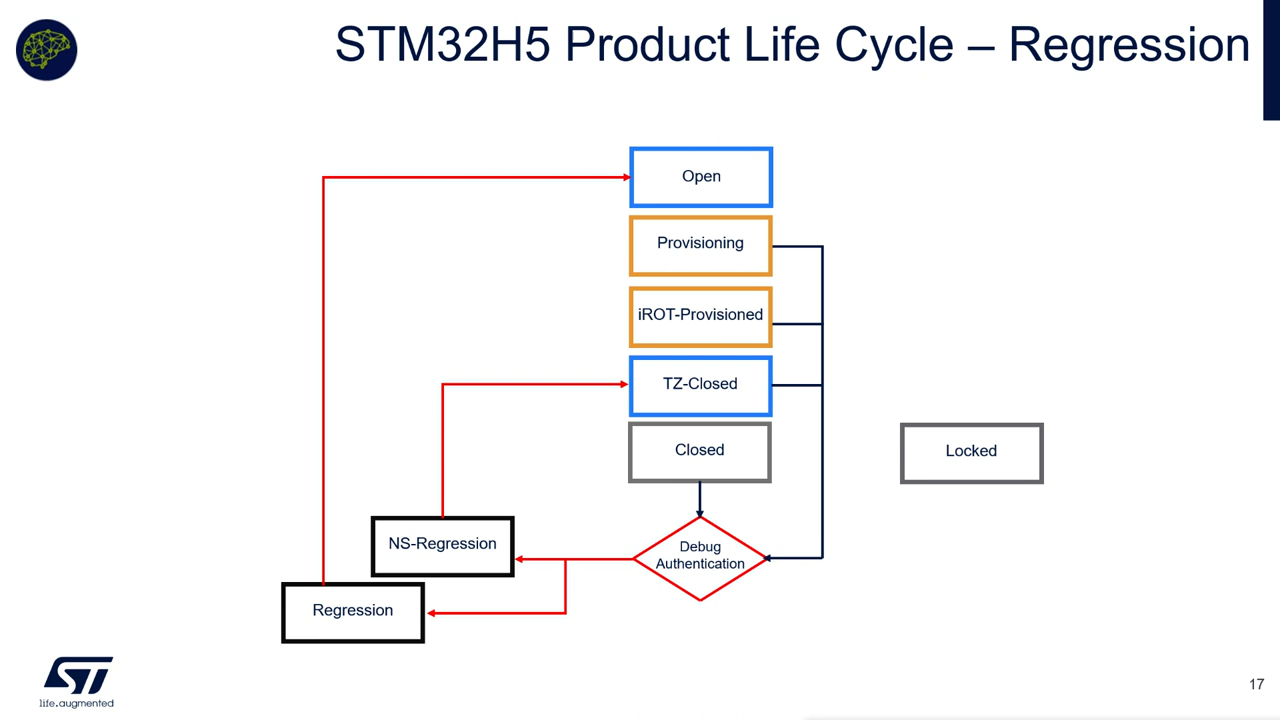 STM32H5 Product Life Cycle – Regression
Open
Provisioning
iROT-Provisioned
TZ-Closed
Closed
Locked
NS-Regression
Debug
Authentication
Regression
ST
life.augmented
17